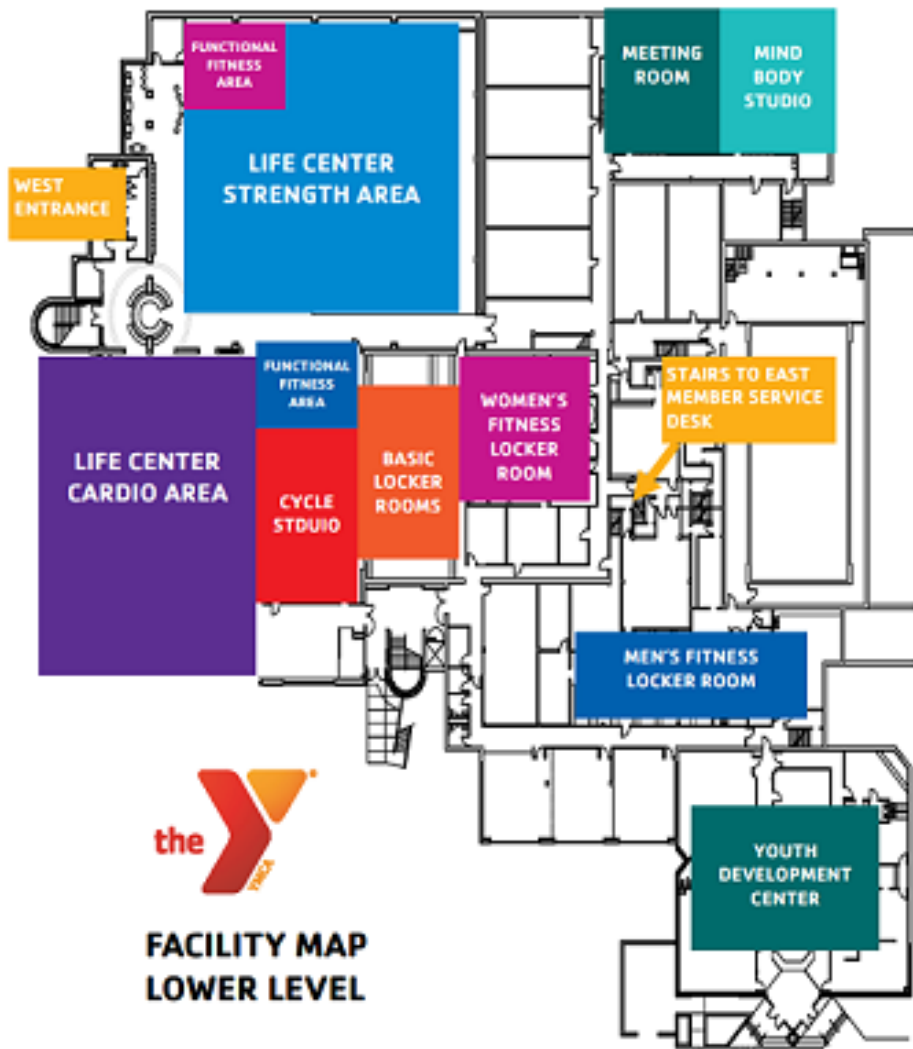 FUNCTIONAL
FITNESS
AREA
MEETING
ROOM
MIND
BODY
STUDIO
LIFE CENTER
STRENGTH AREA
WEST
ENTRANCE
FUNCTIONAL
FITNESS
AREA
STAIRS TO EAST
MEMBER SERVICE
DESK
WOMEN'S
FITNESS
LOCKER
ROOM
LIFE CENTER
CARDIO AREA
BASIC
LOCKER
ROOMS
CYCLE
STDUIO
MEN'S FITNESS
LOCKER ROOM
the
YMCA
YOUTH
DEVELOPMENT
CENTER
FACILITY MAP
LOWER LEVEL